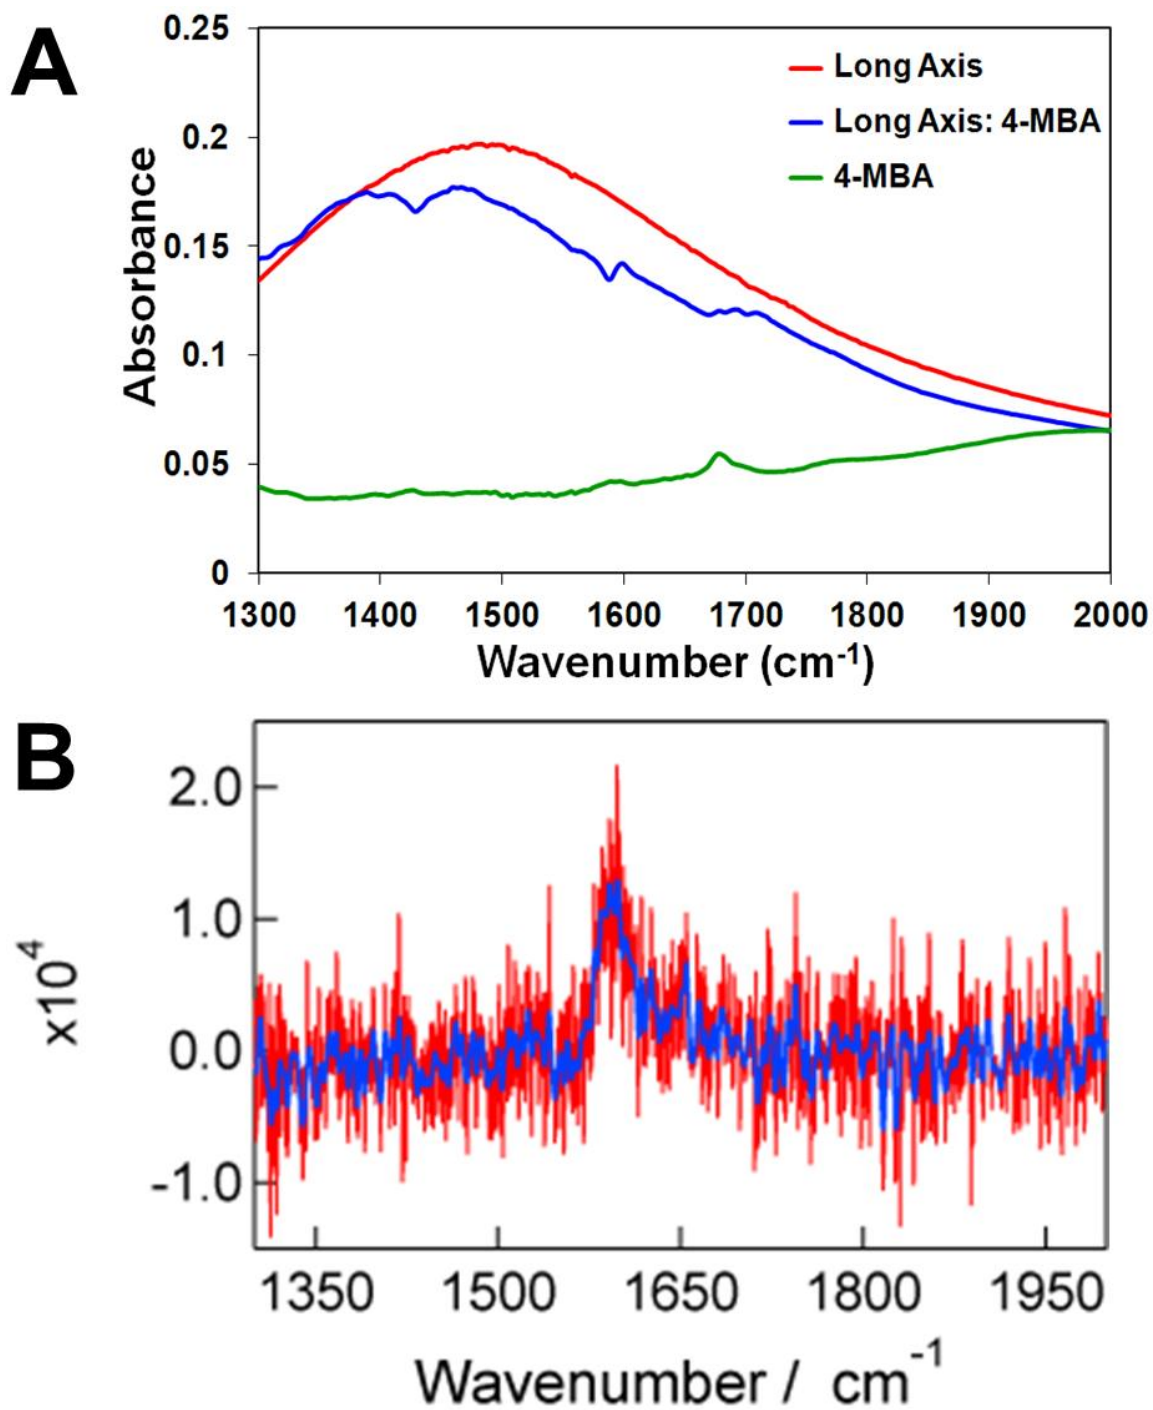 A
0.25
0.2
0.15
0.1
0.05
0
Absorbance
Long Axis
Long Axis: 4-MBA
4-MBA
1300 1400 1500 1600 1700 1800 1900 2000
Wavenumber (cm-1)
B
2.0
1.0
0.0
-1.0
x10⁴
1350 1500 1650 1800 1950
Wavenumber / cm-1